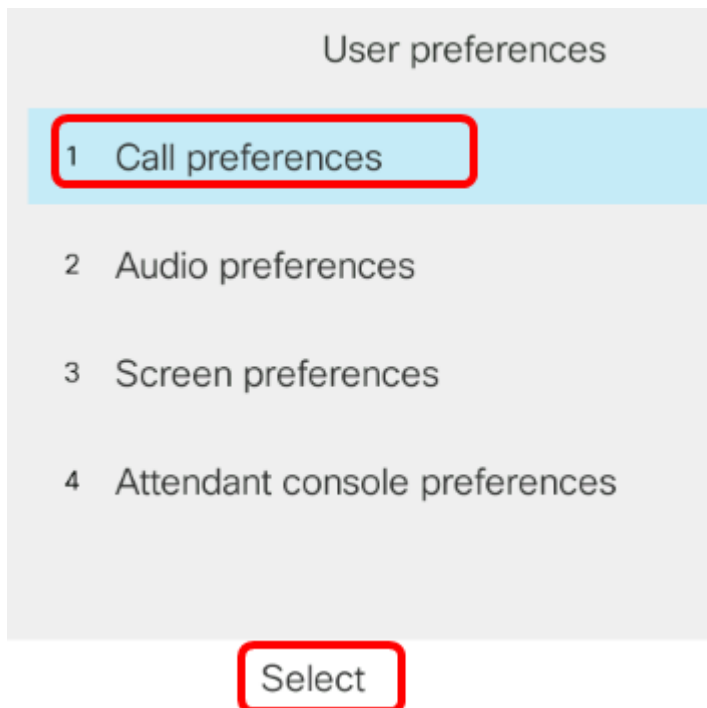 User preferences
1 Call preferences
2 Audio preferences
3 Screen preferences
4 Attendant console preferences
Select